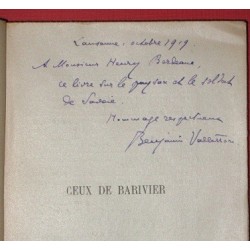 Lausanne. octobre 1919
A Monsieur Henry Bordeaux,
ce livre sur le paysan et le soldat
de Savoie.
Hommage respectueux
Benjamin Vallotton
CEUX DE BARIVIER